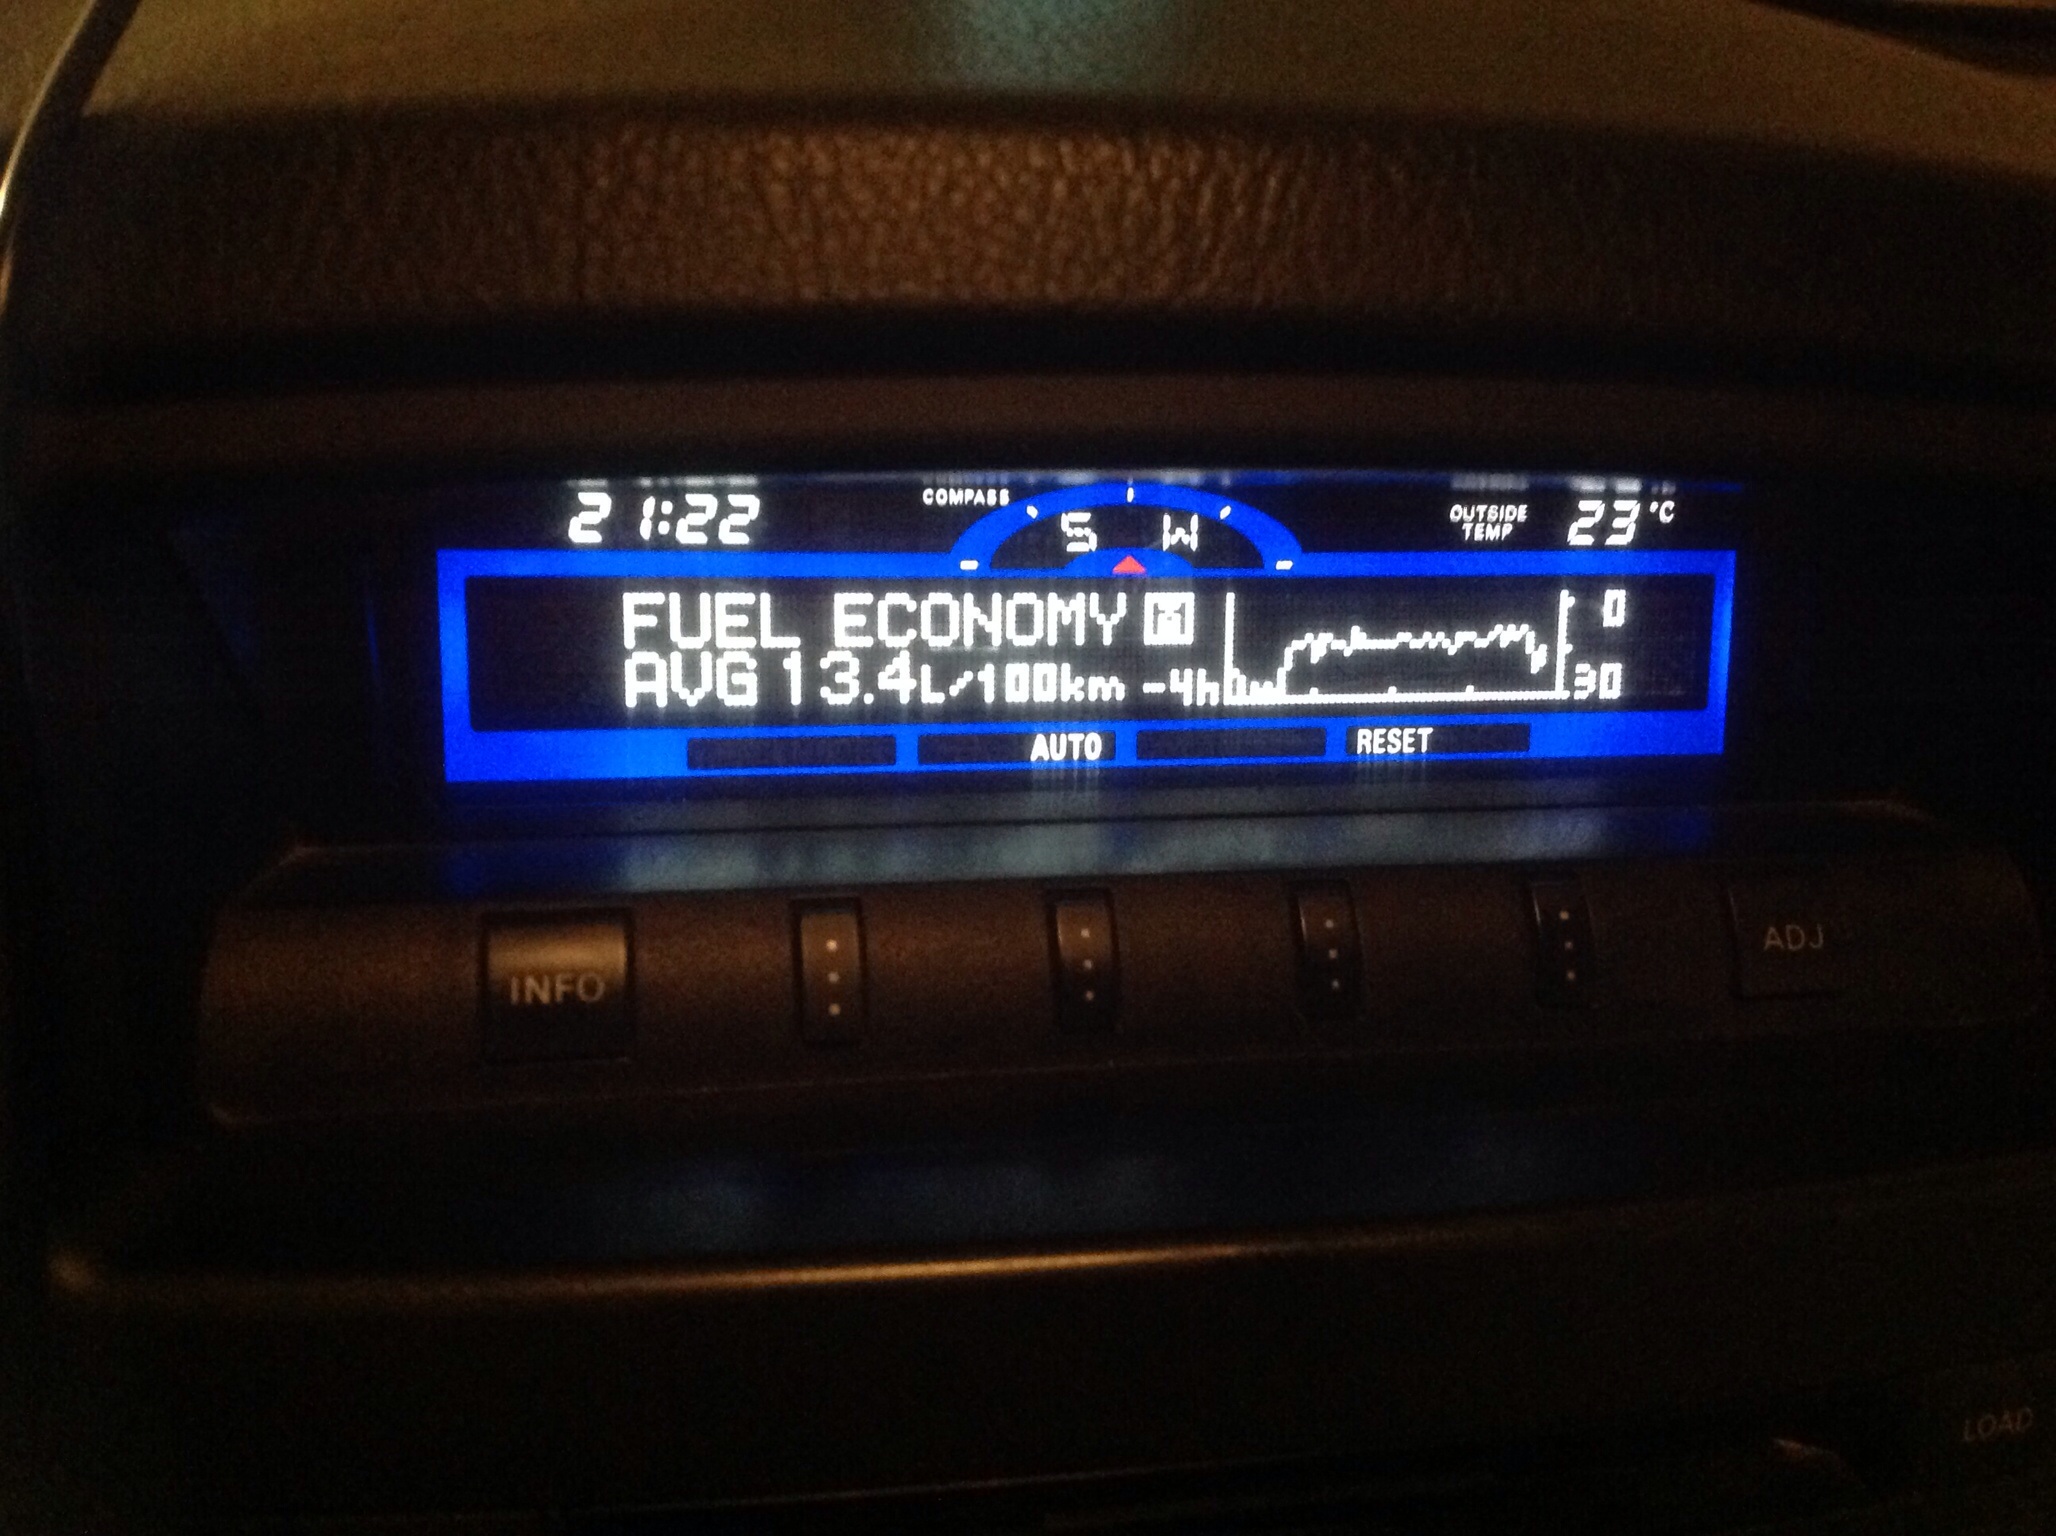 21:22
COMPASS
S W
OUTSIDE
TEMP
23°C
FUEL ECONOMY M
AVG 13.4L/100km -4h
0
30
AUTO
RESET
INFO
ADJ
LOAD